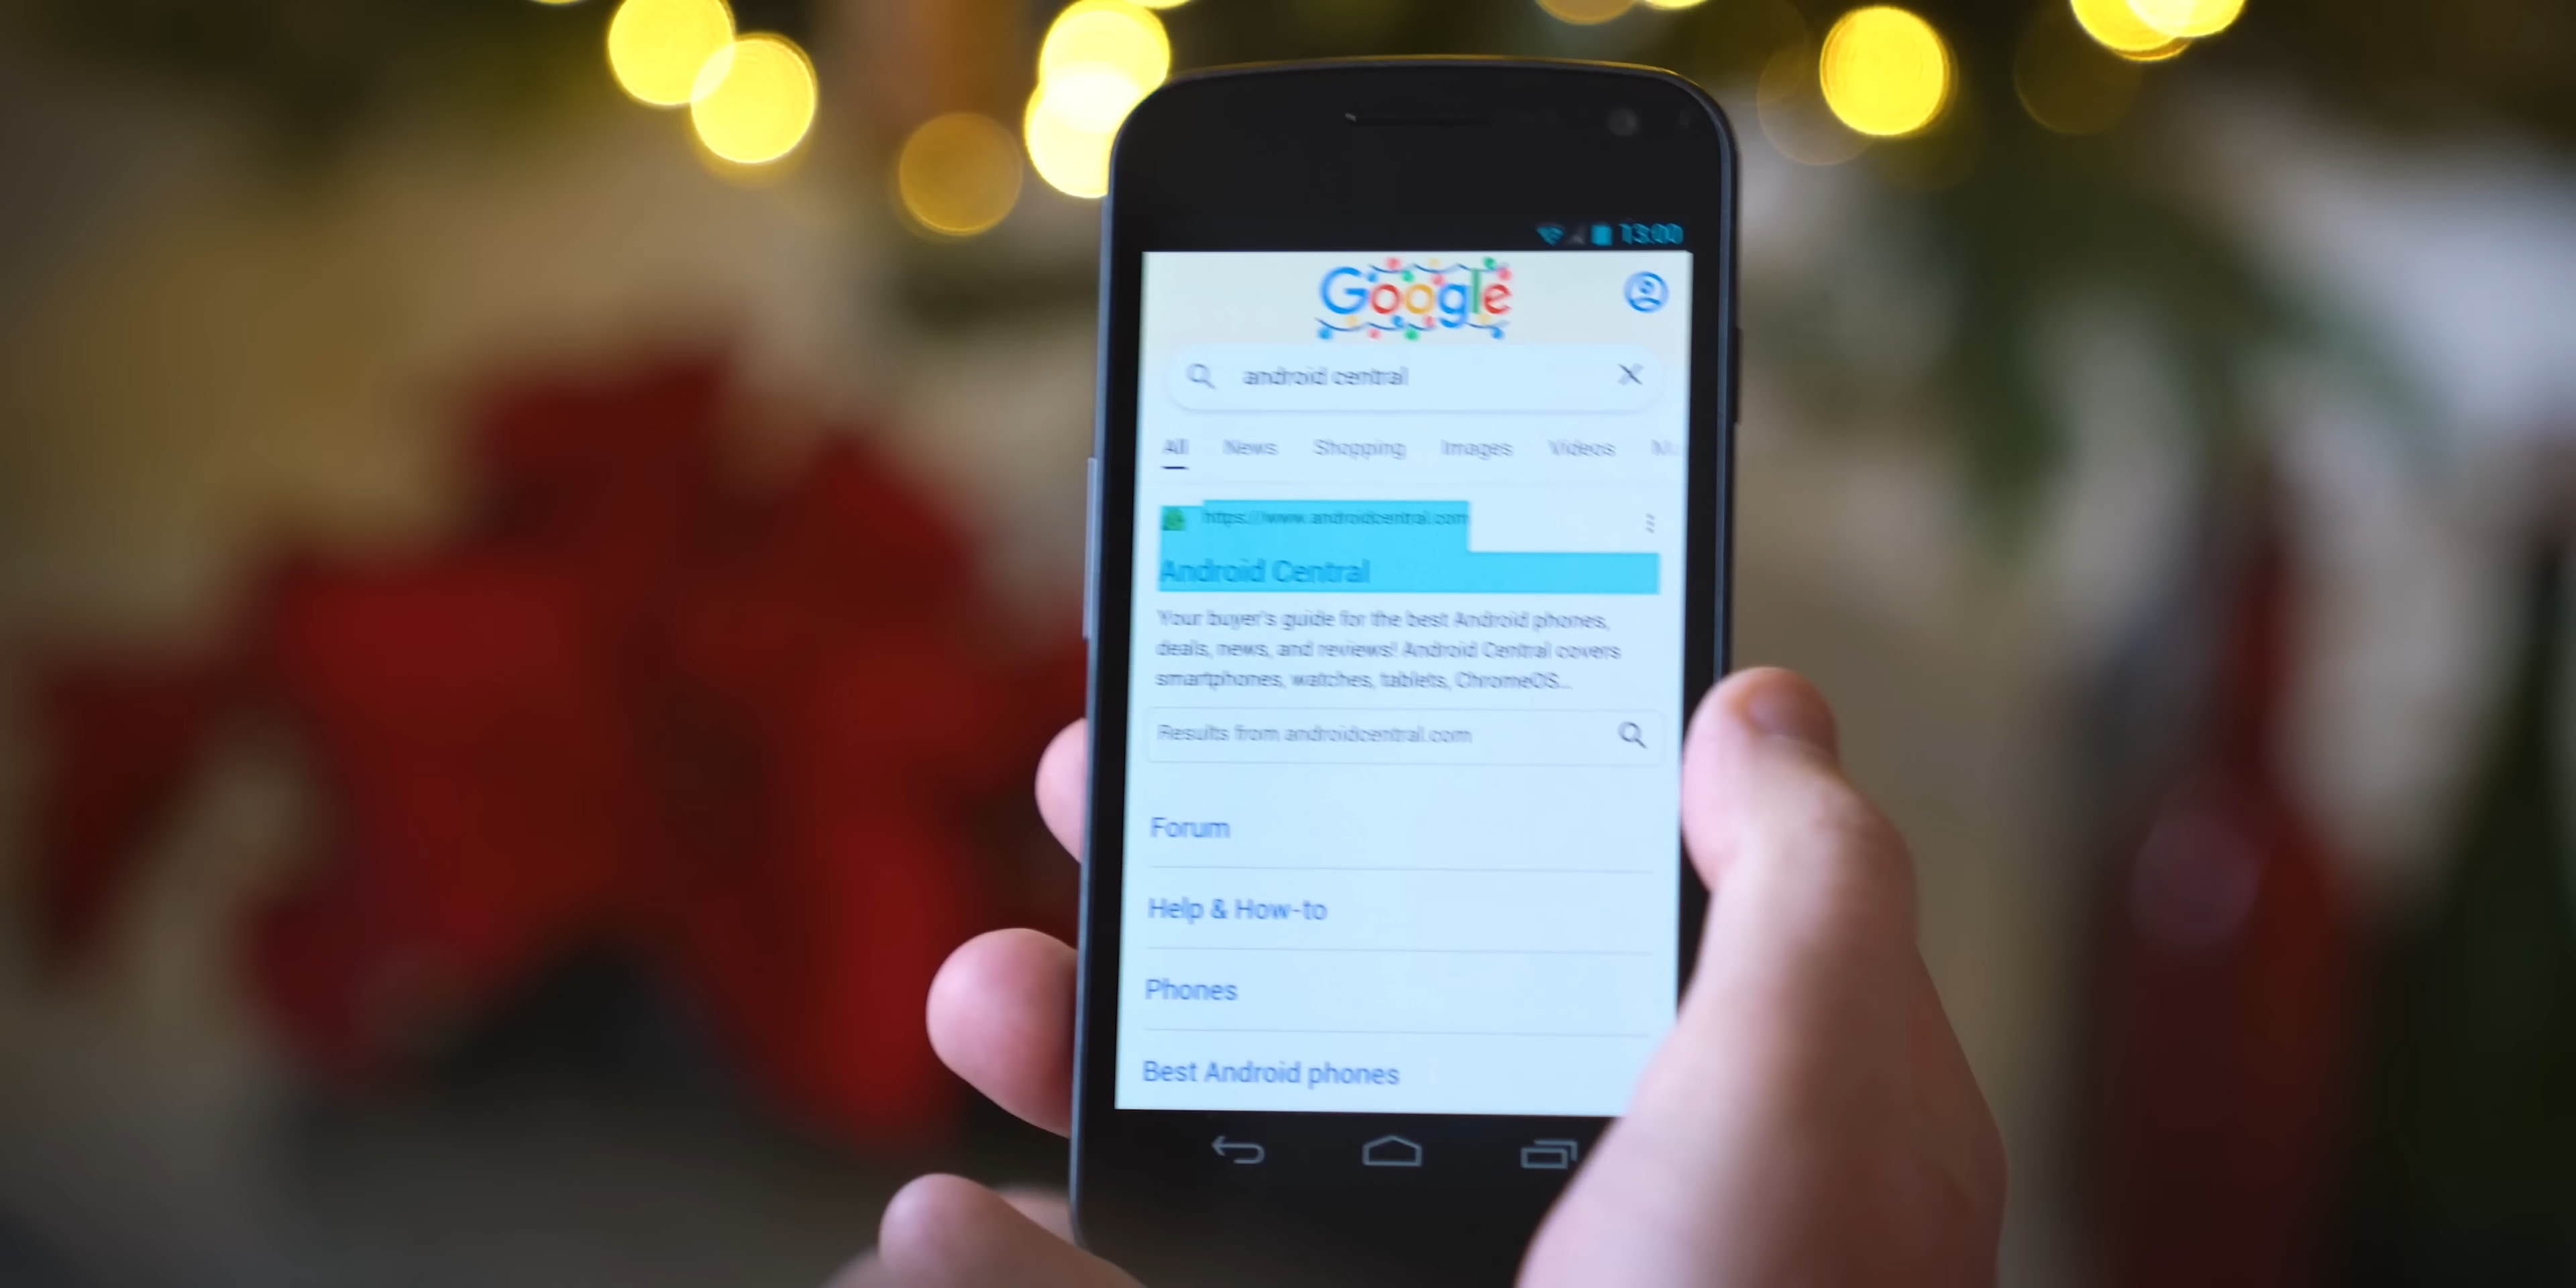 13:00
Google
android central
All News Shopping Images Videos
https://www.androidcentral.com
Android Central
Your buyer's guide for the best Android phones,
deals, news, and reviews! Android Central covers
smartphones, watches, tablets, ChromeOS...
Results from androidcentral.com
Forum
Help & How-to
Phones
Best Android phones